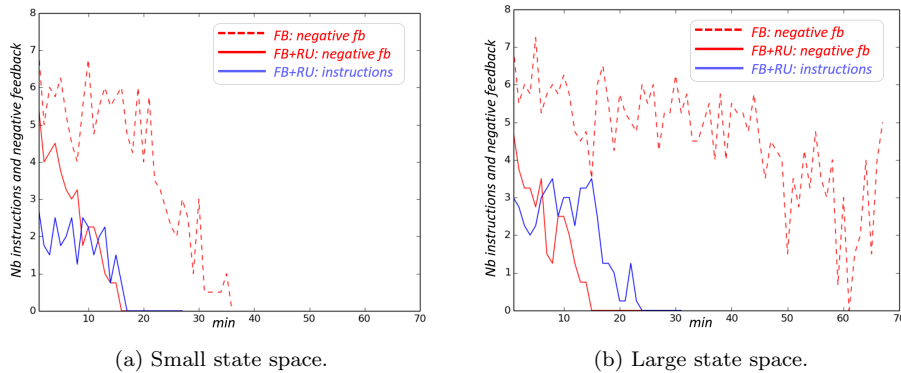 8
7
6
5
4
3
2
1
0
Nb instructions and negative feedback
FB: negative fb
FB+RU: negative fb
FB+RU: instructions
10
20
30
40
50
60
70
min
(a) Small state space.
8
7
6
5
4
3
2
1
0
Nb instructions and negative feedback
FB: negative fb
FB+RU: negative fb
FB+RU: instructions
10
20
30
40
50
60
70
min
(b) Large state space.